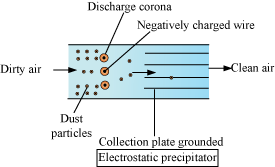 Discharge corona
Negatively charged wire
Dirty air
Clean air
Dust
particles
Collection plate grounded
Electrostatic precipitator